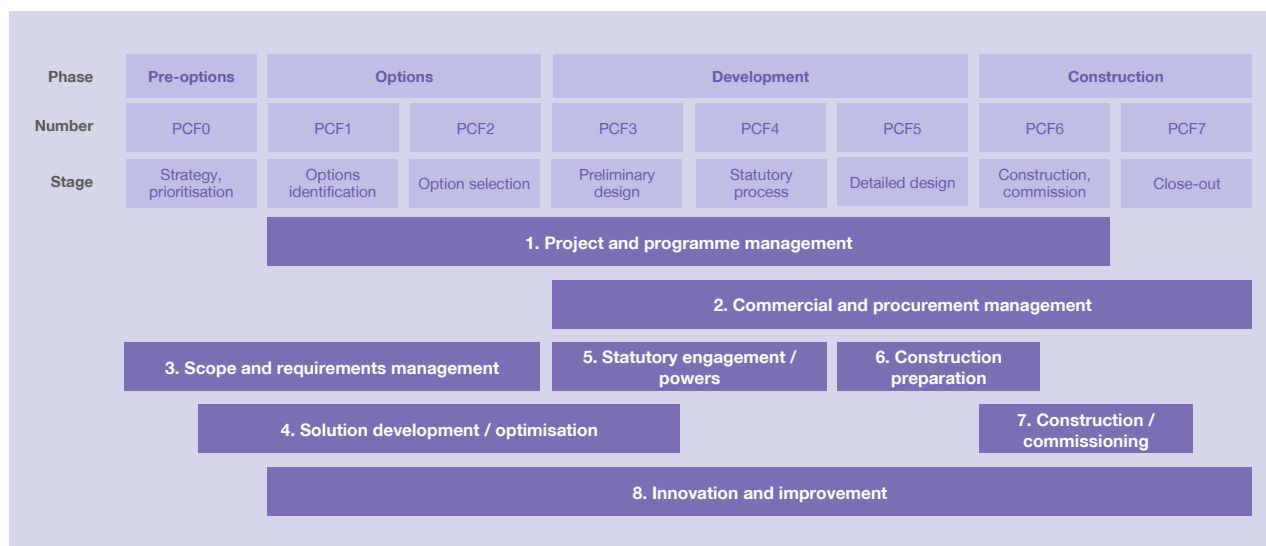 Phase Pre-options Options Development Construction
Number PCF0 PCF1 PCF2 PCF3 PCF4 PCF5 PCF6 PCF7
Stage
Strategy,
prioritisation
Options
identification
Option selection
Preliminary
design
Statutory
process
Detailed design
Construction,
commission
Close-out
1. Project and programme management
2. Commercial and procurement management
3. Scope and requirements management
5. Statutory engagement /
powers
6. Construction
preparation
4. Solution development / optimisation
7. Construction /
commissioning
8. Innovation and improvement